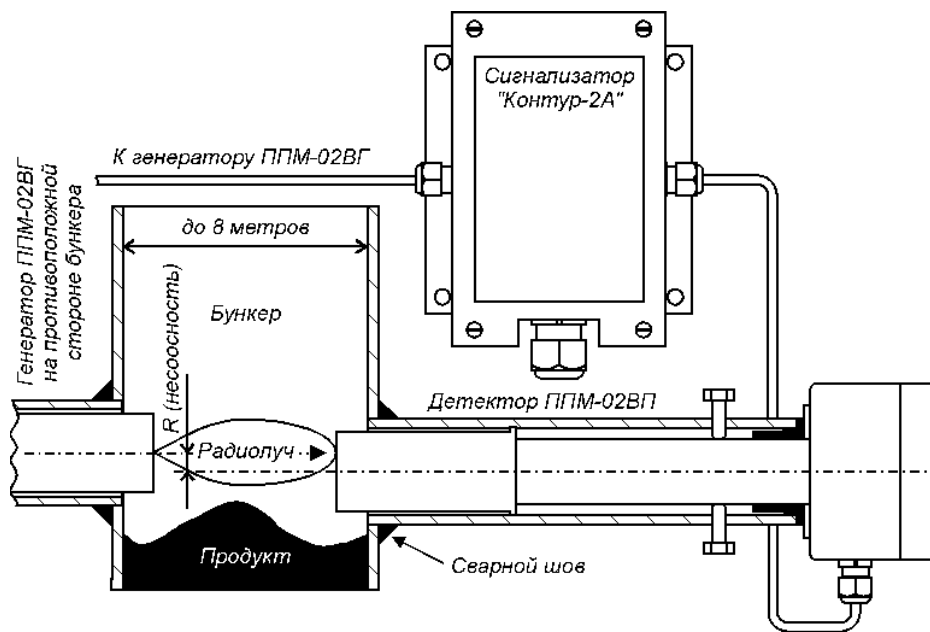 Сигнализатор
"Контур-2А"
К генератору ППМ-02ВГ
Генератор ППМ-02ВГ
на противоположной
стороне бункера
до 8 метров
R (несоосность)
Бункер
Детектор ППМ-02ВП
Радиолуч
Продукт
Сварной шов